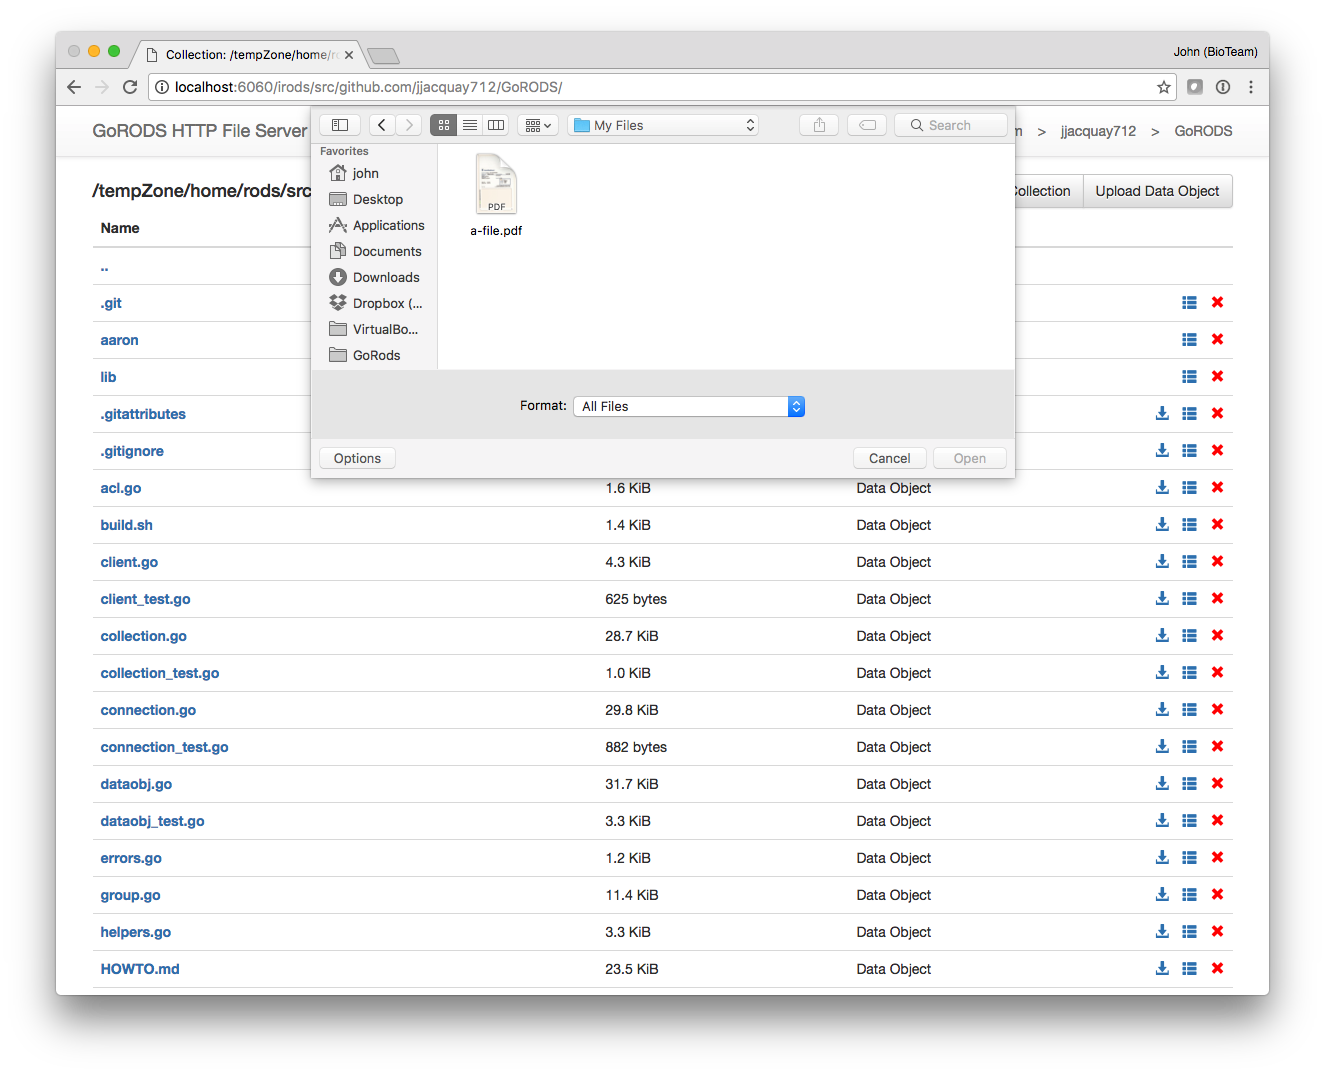 Collection: /tempZone/home/ro
John (BioTeam)
localhost:6060/irods/src/github.com/jjacquay712/GoRODS/
GoRODS HTTP File Server
My Files
Search
m > jjacquay712 > GoRODS
Favorites
john
Desktop
Applications
Documents
Downloads
Dropbox (...
VirtualBo...
GoRods
PDF
a-file.pdf
/tempZone/home/rods/src
Collection
Upload Data Object
Name
..
.git
aaron
lib
.gitattributes
.gitignore
Format: All Files
Options
Cancel
Open
acl.go 1.6 KiB Data Object
build.sh 1.4 KiB Data Object
client.go 4.3 KiB Data Object
client_test.go 625 bytes Data Object
collection.go 28.7 KiB Data Object
collection_test.go 1.0 KiB Data Object
connection.go 29.8 KiB Data Object
connection_test.go 882 bytes Data Object
dataobj.go 31.7 KiB Data Object
dataobj_test.go 3.3 KiB Data Object
errors.go 1.2 KiB Data Object
group.go 11.4 KiB Data Object
helpers.go 3.3 KiB Data Object
HOWTO.md 23.5 KiB Data Object